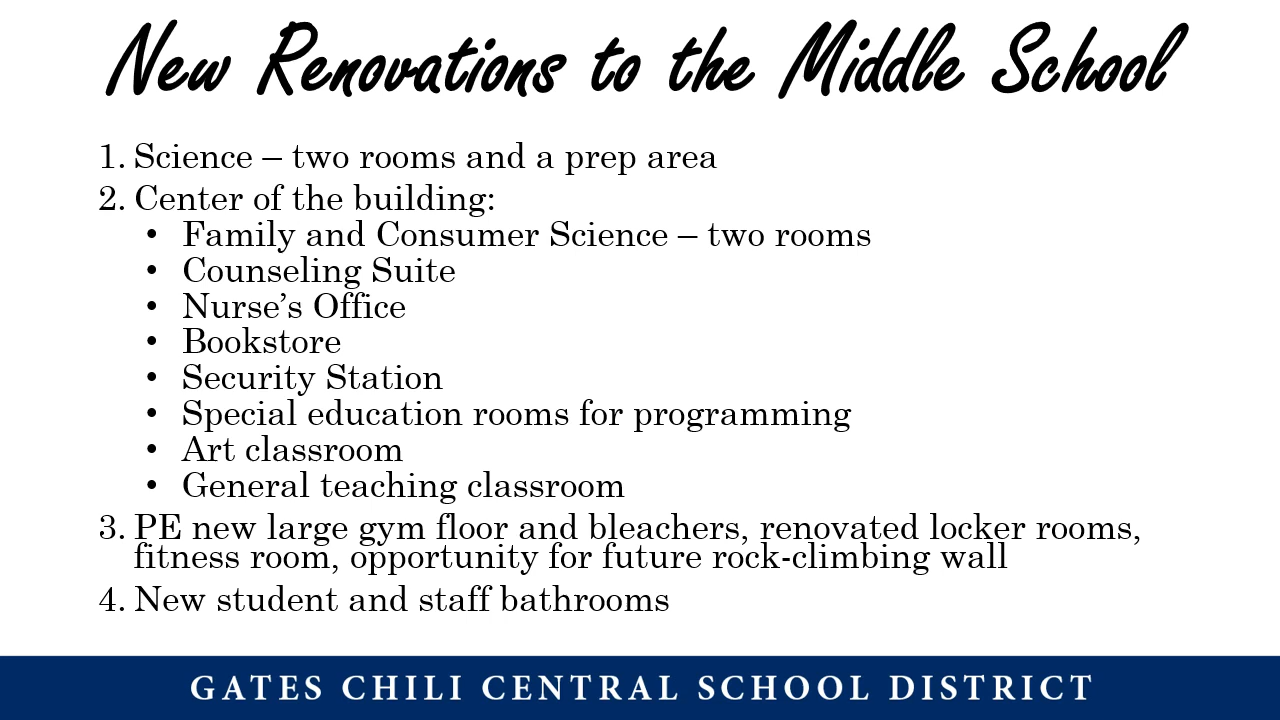 New Renovations to the Middle School
1. Science – two rooms and a prep area
2. Center of the building:
• Family and Consumer Science – two rooms
• Counseling Suite
• Nurse’s Office
• Bookstore
• Security Station
• Special education rooms for programming
• Art classroom
• General teaching classroom
3. PE new large gym floor and bleachers, renovated locker rooms,
fitness room, opportunity for future rock-climbing wall
4. New student and staff bathrooms
GATES CHILI CENTRAL SCHOOL DISTRICT